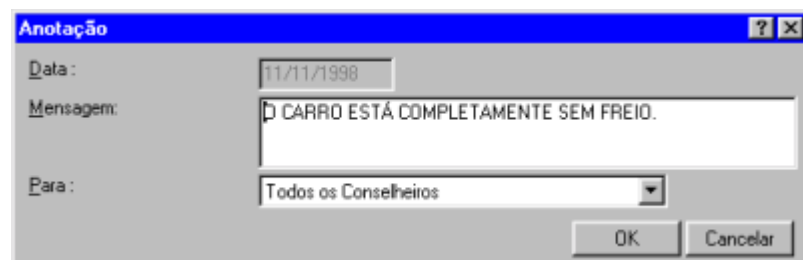 Anotação
Data :
11/11/1998
Mensagem:
O CARRO ESTÁ COMPLETAMENTE SEM FREIO.
Para :
Todos os Conselheiros
OK
Cancelar